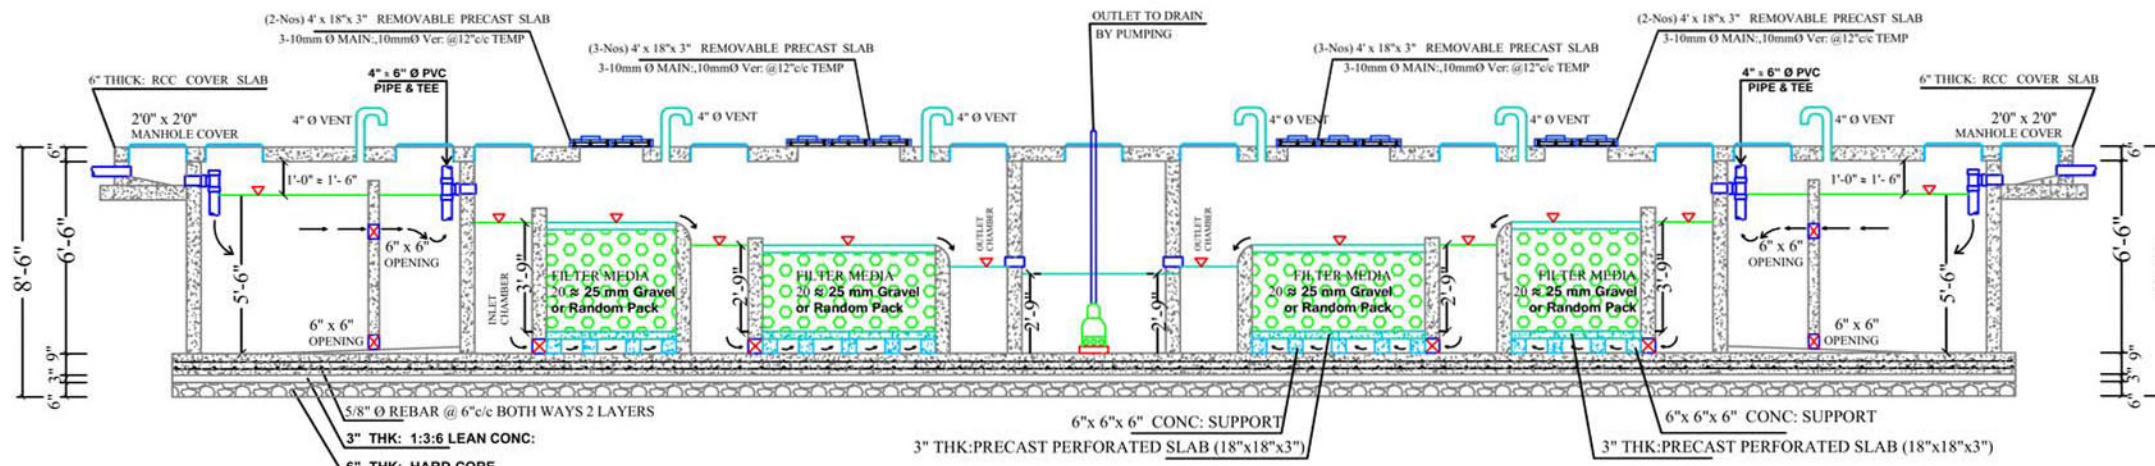 (2-Nos) 4' x 18"x 3" REMOVABLE PRECAST SLAB
3-10mm Ø MAIN:,10mmØ Ver: @12"c/c TEMP
(3-Nos) 4' x 18"x 3" REMOVABLE PRECAST SLAB
3-10mm Ø MAIN:,10mmØ Ver: @12"c/c TEMP
OUTLET TO DRAIN
BY PUMPING
(3-Nos) 4' x 18"x 3" REMOVABLE PRECAST SLAB
3-10mm Ø MAIN:,10mmØ Ver: @12"c/c TEMP
(2-Nos) 4' x 18"x 3" REMOVABLE PRECAST SLAB
3-10mm Ø MAIN:,10mmØ Ver: @12"c/c TEMP
6" THICK: RCC COVER SLAB
4" ≈ 6" Ø PVC
PIPE & TEE
4" ≈ 6" Ø PVC
PIPE & TEE
6" THICK: RCC COVER SLAB
2'0" x 2'0"
MANHOLE COVER
4" Ø VENT
4" Ø VENT
4" Ø VENT
4" Ø VENT
4" Ø VENT
4" Ø VENT
2'0" x 2'0"
MANHOLE COVER
6"
8'-6"
6'-6"
1'-0" ≈ 1'- 6"
5'-6"
6" x 6"
OPENING
6" x 6"
OPENING
INLET
CHAMBER
3'-9"
FILTER MEDIA
20 ≈ 25 mm Gravel
or Random Pack
2'-9"
FILTER MEDIA
20 ≈ 25 mm Gravel
or Random Pack
OUTLET
CHAMBER
2'-9"
2'-9"
OUTLET
CHAMBER
FILTER MEDIA
20 ≈ 25 mm Gravel
or Random Pack
2'-9"
FILTER MEDIA
20 ≈ 25 mm Gravel
or Random Pack
3'-9"
1'-0" ≈ 1'- 6"
6" x 6"
OPENING
6" x 6"
OPENING
5'-6"
6"
6'-6"
9"
3"
6"
9"
3"
6"
5/8" Ø REBAR @ 6"c/c BOTH WAYS 2 LAYERS
3" THK: 1:3:6 LEAN CONC:
6" THK: HARD CORE
6"x 6"x 6" CONC: SUPPORT
3" THK:PRECAST PERFORATED SLAB (18"x18"x3")
6"x 6"x 6" CONC: SUPPORT
3" THK:PRECAST PERFORATED SLAB (18"x18"x3")